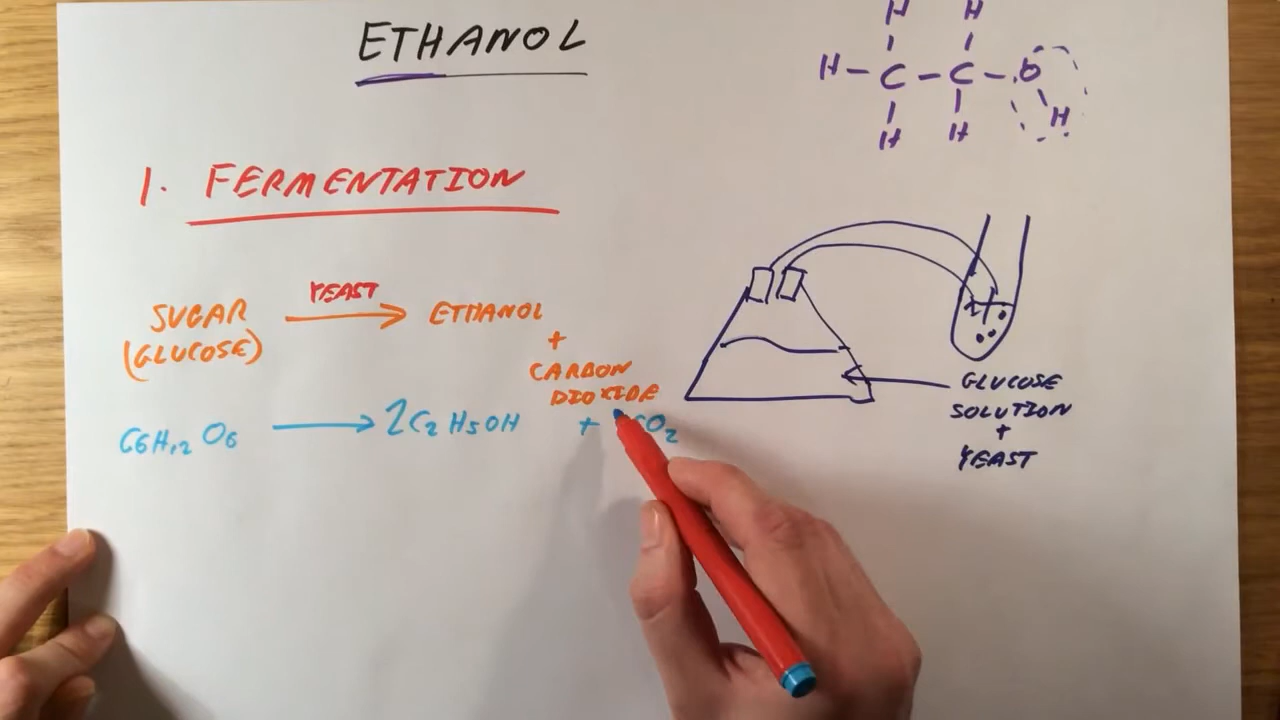 ETHANOL
H H
H - C - C - O
H H H
1. FERMENTATION
SUGAR YEAST ETHANOL
(GLUCOSE)
+
CARBON
DIOXIDE
C6H12O6 → 2C2H5OH + CO2
GLUCOSE
SOLUTION
+
YEAST